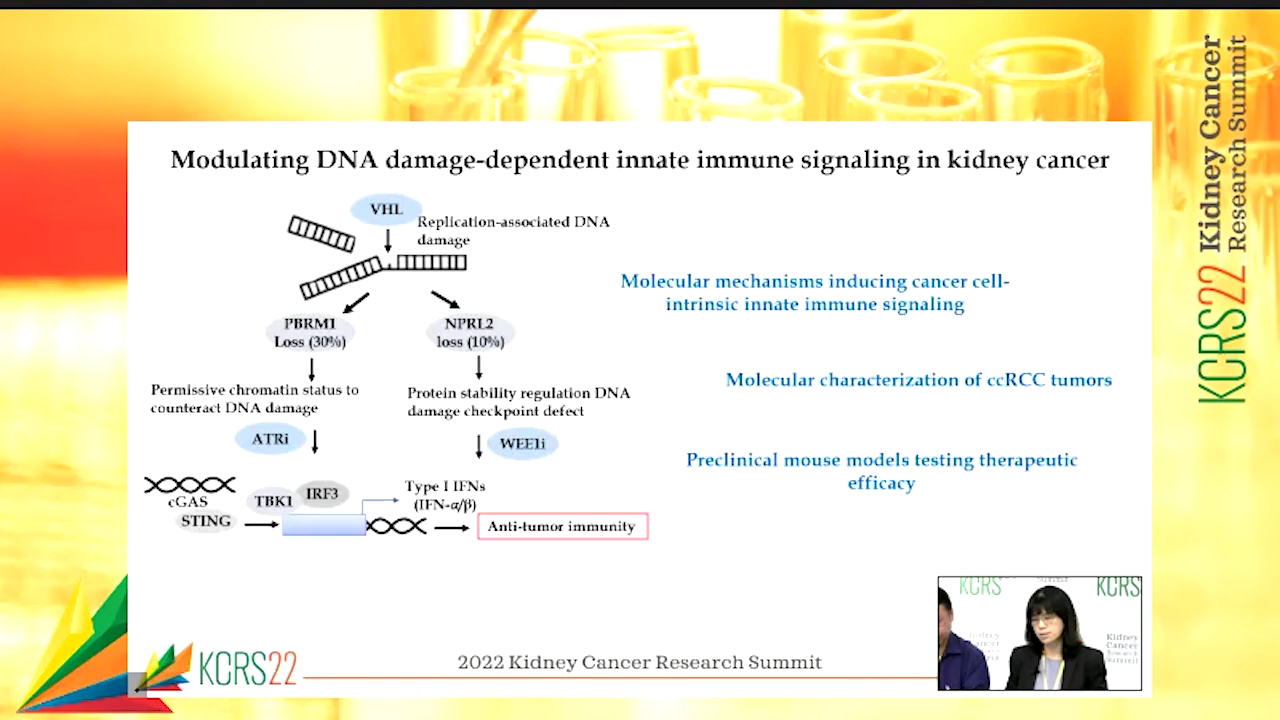 Modulating DNA damage-dependent innate immune signaling in kidney cancer
VHL
Replication-associated DNA
damage
PBRM1
Loss (30%)
NPRL2
loss (10%)
Permissive chromatin status to
counteract DNA damage
Protein stability regulation DNA
damage checkpoint defect
ATRi
WEE1i
cGAS
STING
TBK1
IRF3
Type I IFNs
(IFN-α/β)
Anti-tumor immunity
Molecular mechanisms inducing cancer cell-
intrinsic innate immune signaling
Molecular characterization of ccRCC tumors
Preclinical mouse models testing therapeutic
efficacy
KCRS22
2022 Kidney Cancer Research Summit
KCRS22 Kidney Cancer
Research Summit
KCRS
KCRS
Kidney
Cancer
Research
Summit